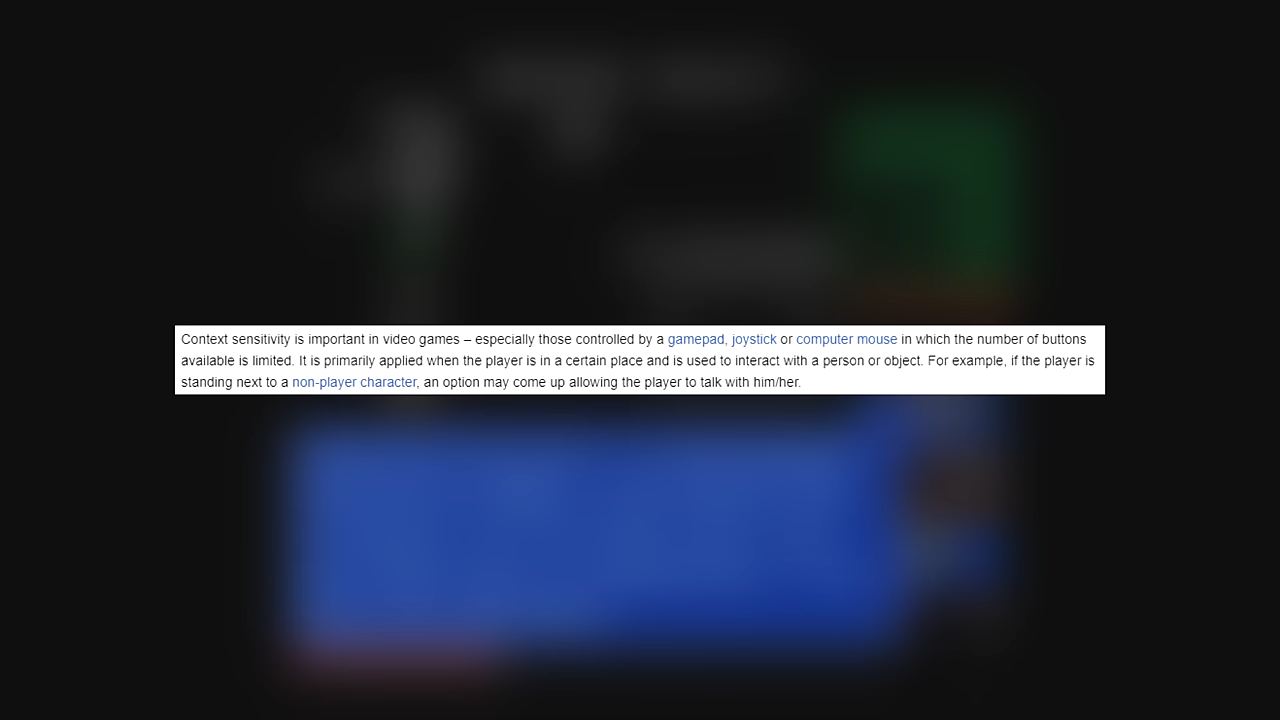 Context sensitivity is important in video games – especially those controlled by a gamepad, joystick or computer mouse in which the number of buttons
available is limited. It is primarily applied when the player is in a certain place and is used to interact with a person or object. For example, if the player is
standing next to a non-player character, an option may come up allowing the player to talk with him/her.